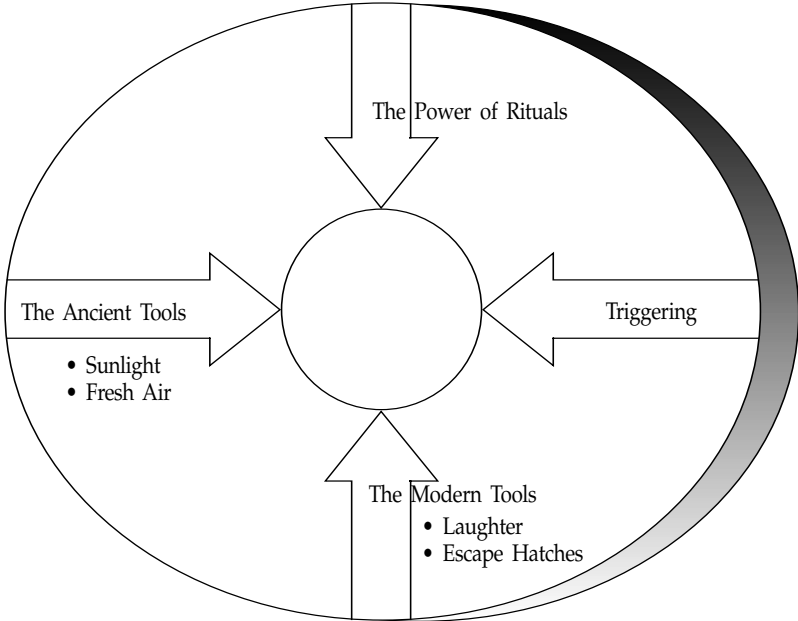 The Power of Rituals
The Ancient Tools
• Sunlight
• Fresh Air
Triggering
The Modern Tools
• Laughter
• Escape Hatches